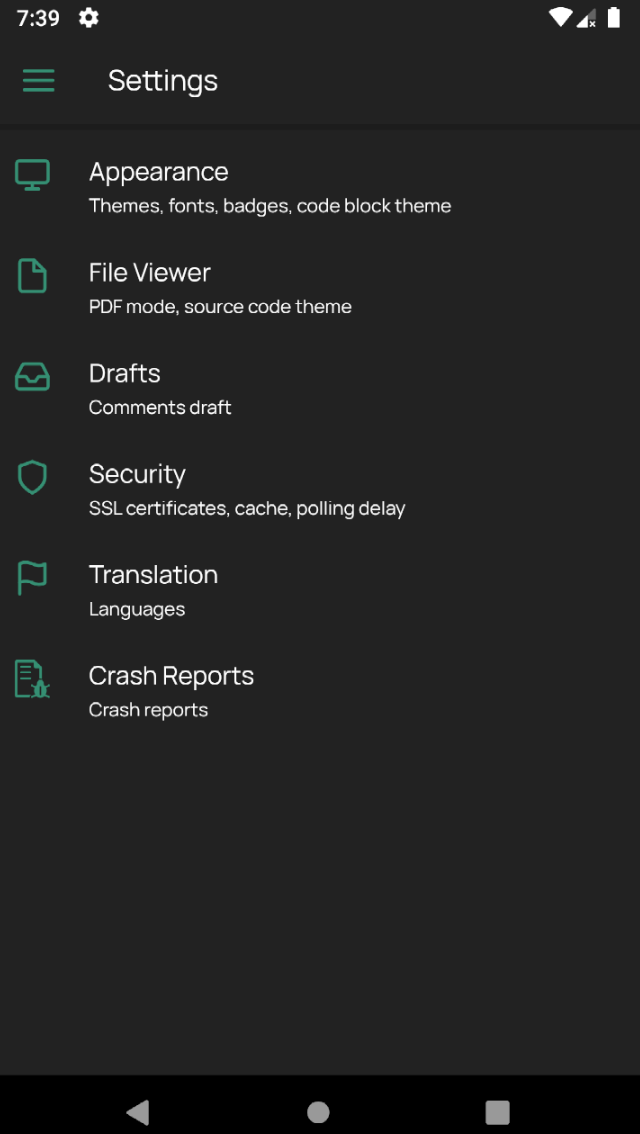 7:39
Settings
Appearance
Themes, fonts, badges, code block theme
File Viewer
PDF mode, source code theme
Drafts
Comments draft
Security
SSL certificates, cache, polling delay
Translation
Languages
Crash Reports
Crash reports